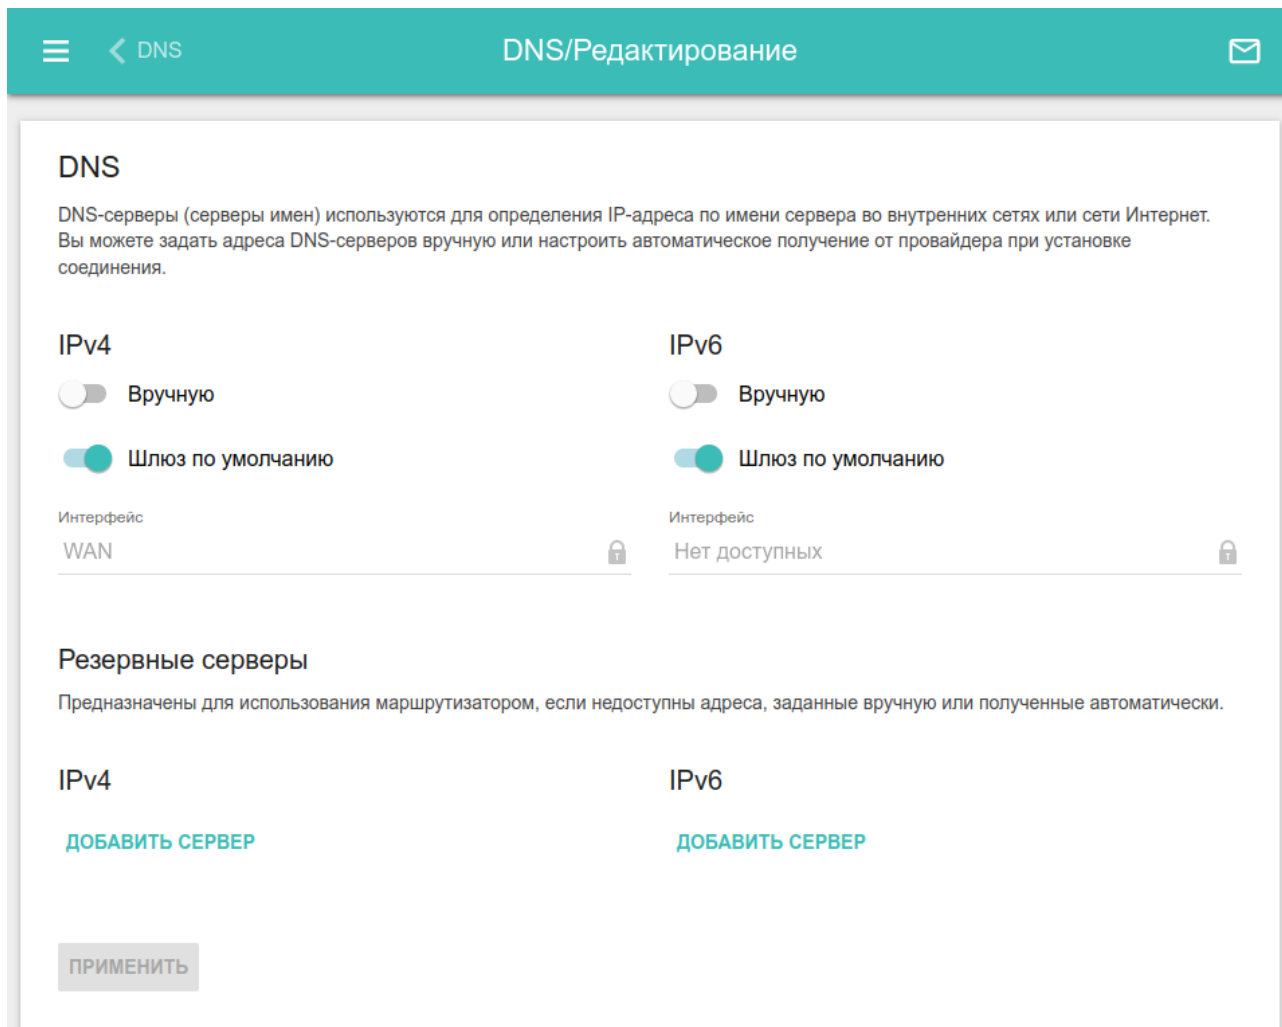 DNS
DNS/Редактирование
DNS
DNS-серверы (серверы имен) используются для определения IP-адреса по имени сервера во внутренних сетях или сети Интернет.
Вы можете задать адреса DNS-серверов вручную или настроить автоматическое получение от провайдера при установке
соединения.
IPv4
Вручную
Шлюз по умолчанию
Интерфейс
WAN
IPv6
Вручную
Шлюз по умолчанию
Интерфейс
Нет доступных
Резервные серверы
Предназначены для использования маршрутизатором, если недоступны адреса, заданные вручную или полученные автоматически.
IPv4
ДОБАВИТЬ СЕРВЕР
IPv6
ДОБАВИТЬ СЕРВЕР
ПРИМЕНИТЬ